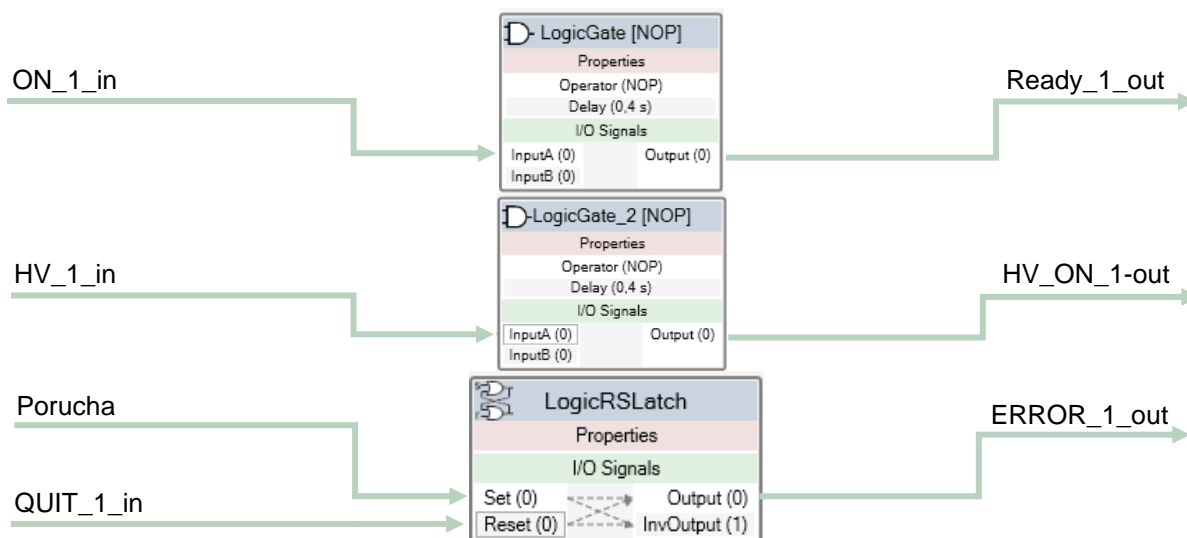 LogicGate [NOP]
Properties
Operator (NOP)
Delay (0,4 s)
I/O Signals
InputA (0) Output (0)
InputB (0)
ON_1_in
Ready_1_out
LogicGate_2 [NOP]
Properties
Operator (NOP)
Delay (0,4 s)
I/O Signals
InputA (0) Output (0)
InputB (0)
HV_1_in
HV_ON_1-out
LogicRSLatch
Properties
I/O Signals
Set (0) Output (0)
Reset (0) InvOutput (1)
Porucha
ERROR_1_out
QUIT_1_in